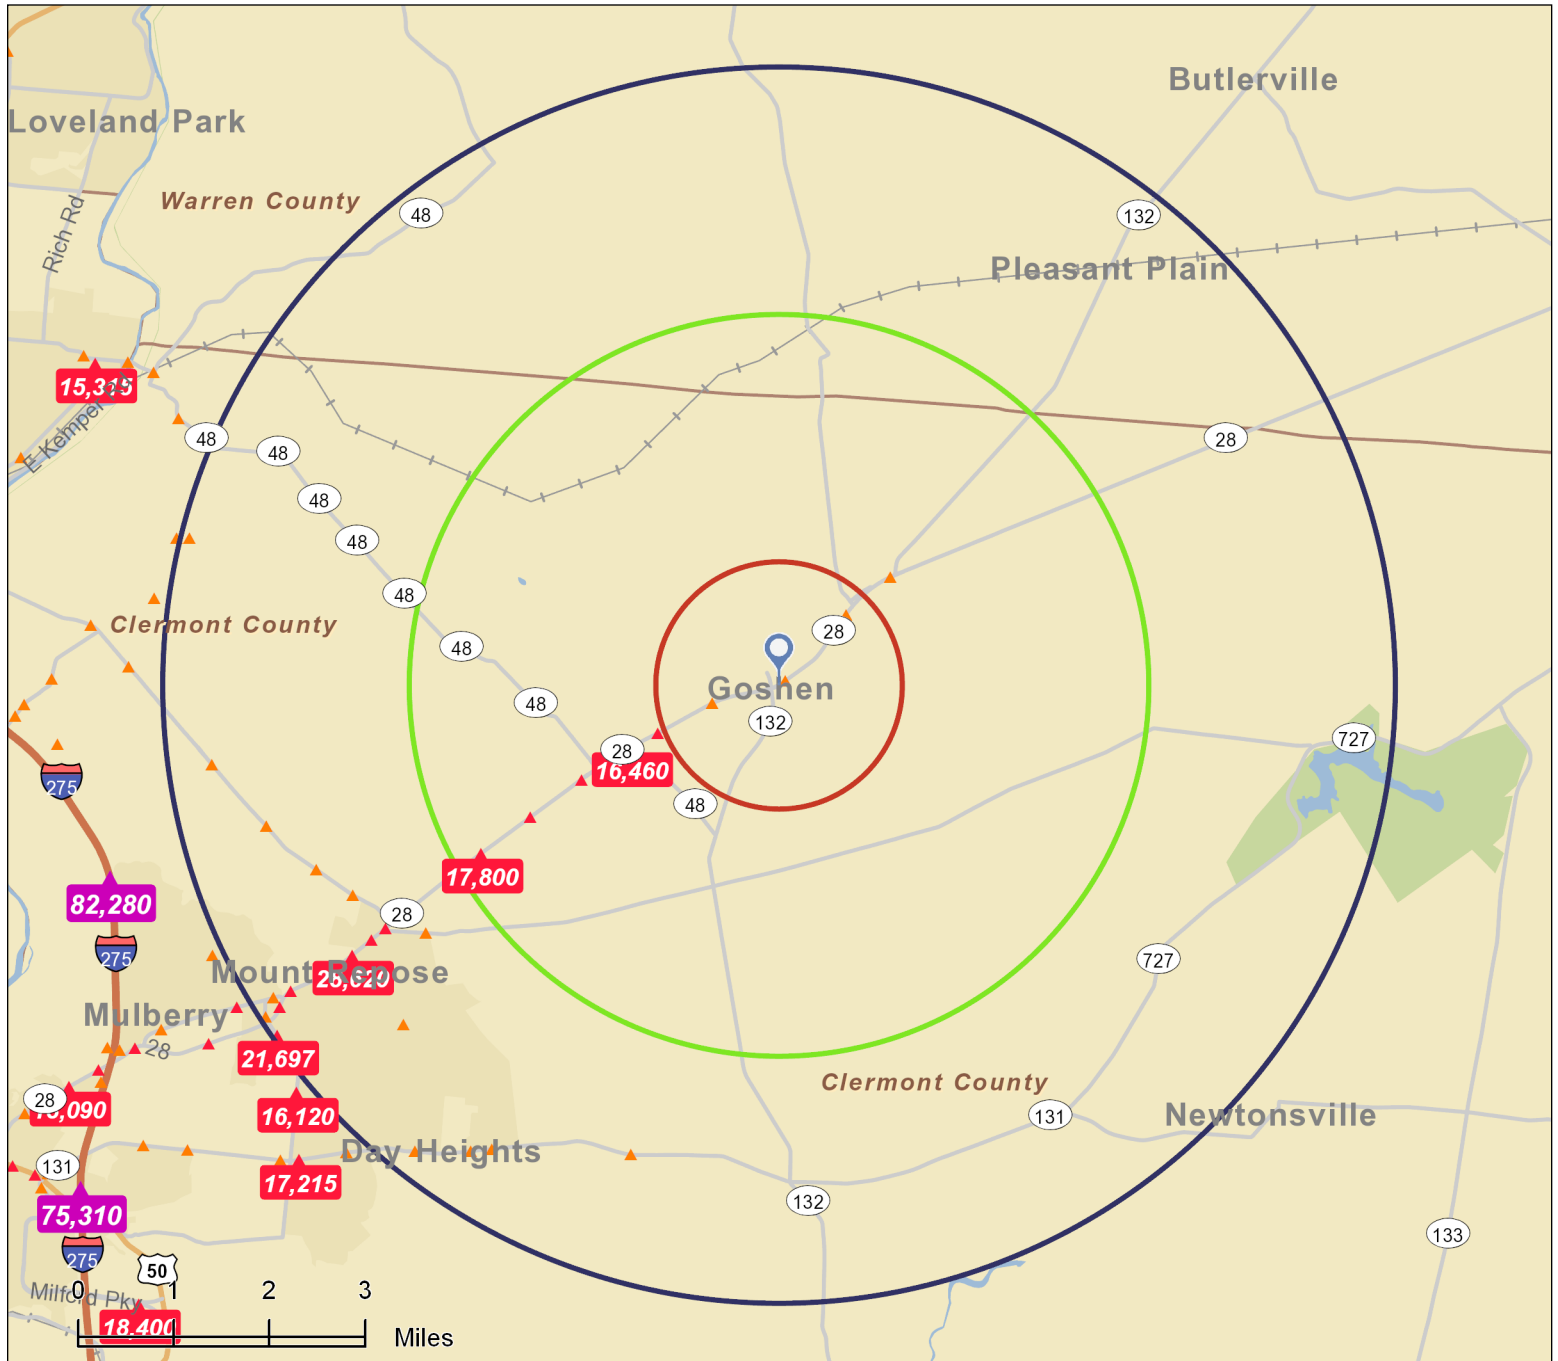 Butlerville
Loveland Park
Warren County
48
132
Rich Rd
Pleasant Plain
15,315
E Kemper Rd
48
48
28
48
48
48
Clermont County
28
48
Goshen
48
132
28
727
16,460
275
48
17,800
82,280
28
275
727
Mount Repose
Mulberry
28
21,697
Clermont County
28
16,120
131
Newtonsville
Day Heights
131
17,215
132
75,310
133
275
50
0 1 2 3
Milford Pky
18,400
Miles